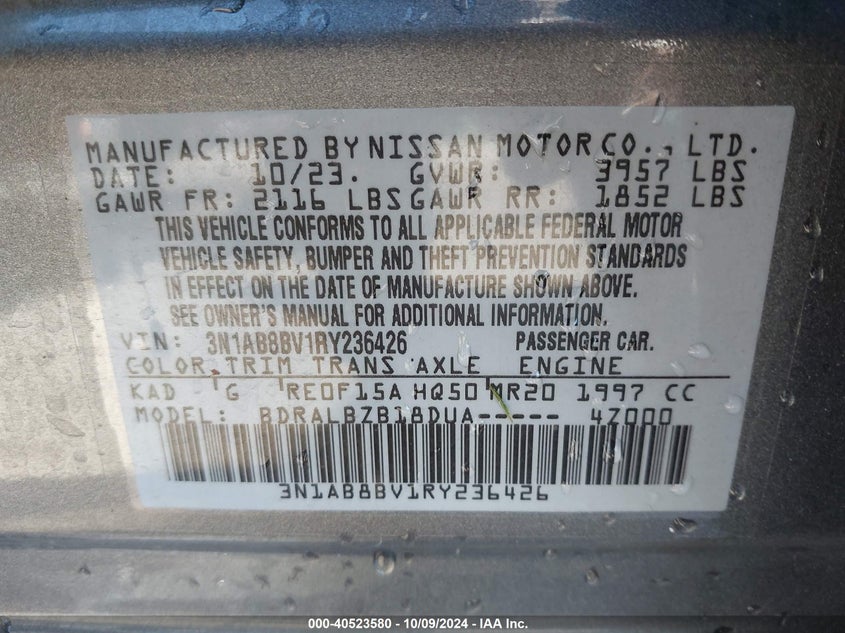 MANUFACTURED BY NISSAN MOTOR CO., LTD.
DATE: 10/23. GVWR: 3957 LBS
GAWR FR: 2116 LBS GAWR RR: 1852 LBS
THIS VEHICLE CONFORMS TO ALL APPLICABLE FEDERAL MOTOR
VEHICLE SAFETY, BUMPER AND THEFT PREVENTION STANDARDS
IN EFFECT ON THE DATE OF MANUFACTURE SHOWN ABOVE.
SEE OWNER'S MANUAL FOR ADDITIONAL INFORMATION.
VIN: 3N1AB8BV1RY236426 PASSENGER CAR.
COLOR TRIM TRANS AXLE ENGINE
KAD G RE0F15A HQ50 MR20 1997 CC
MODEL: BDRALBZB18DUA----- 4Z000
3N1AB8BV1RY236426
000-40523580 - 10/09/2024 - IAA Inc.